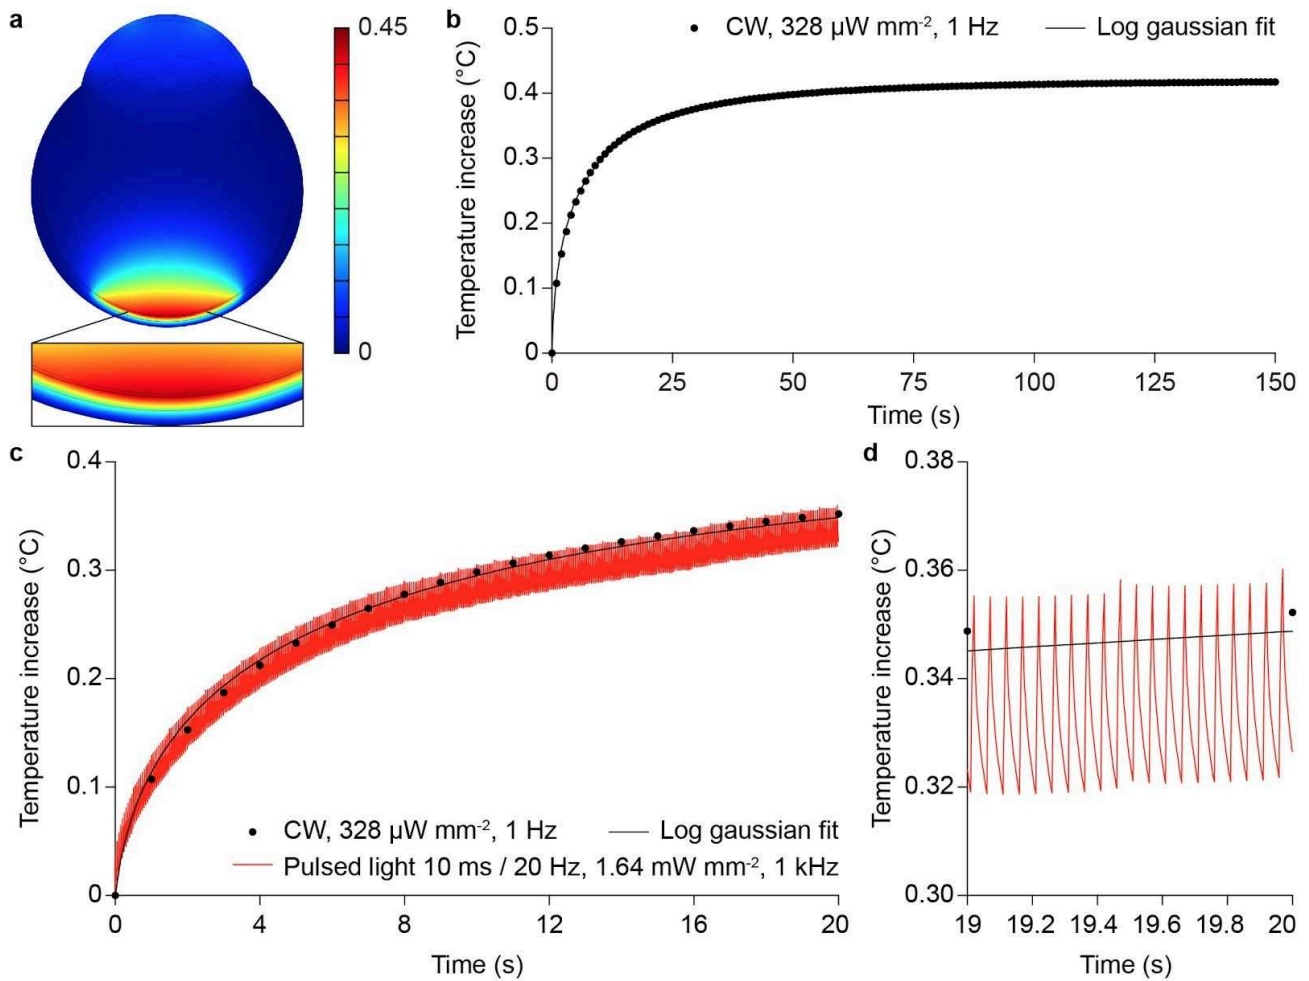 a
0.45
0
b
0.5
CW, 328 µW mm-2, 1 Hz
Log gaussian fit
0.4
0.3
0.2
0.1
0
0
25
50
75
100
125
150
Temperature increase (°C)
Time (s)
c
0.4
0.3
0.2
0.1
0
CW, 328 µW mm-2, 1 Hz
Log gaussian fit
Pulsed light 10 ms / 20 Hz, 1.64 mW mm-2, 1 kHz
0
4
8
12
16
20
Temperature increase (°C)
Time (s)
d
0.38
0.36
0.34
0.32
0.30
19
19.2
19.4
19.6
19.8
20
Temperature increase (°C)
Time (s)